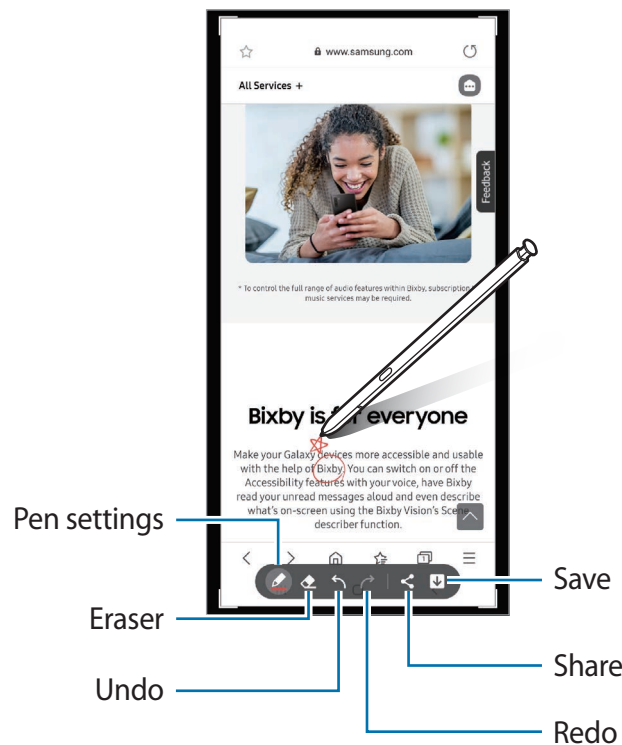 www.samsung.com
All Services +
Feedback
* To control the full range of audio features within Bixby, subscription
music services may be required.
Bixby is for everyone
Make your Galaxy devices more accessible and usable
with the help of Bixby. You can switch on or off the
Accessibility features with your voice, have Bixby
read your unread messages aloud and even describe
what's on-screen using the Bixby Vision's Scene
describer function.
1
Pen settings
Eraser
Undo
Save
Share
Redo